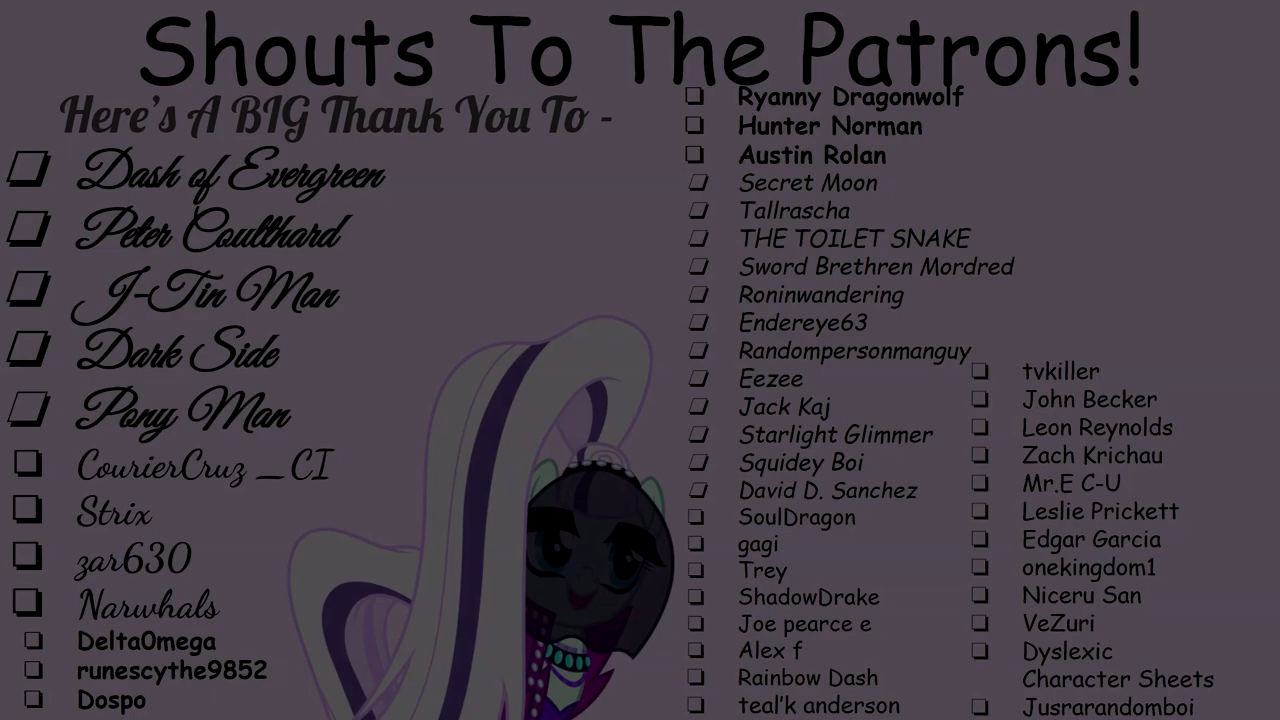 Shouts To The Patrons!
Here's A BIG Thank You To -
❏ Dash of Evergreen
❏ Peter Coulthard
❏ J-Tin Man
❏ Dark Side
❏ Pony Man
❏ CourierCruz_CI
❏ Strix
❏ zar630
❏ Narwhals
❏ Delta0mega
❏ runescythe9852
❏ Dospo
❏ Ryanny Dragonwolf
❏ Hunter Norman
❏ Austin Rolan
❏ Secret Moon
❏ Tallrascha
❏ THE TOILET SNAKE
❏ Sword Brethren Mordred
❏ Roninwandering
❏ Endereye63
❏ Randompersonmanguy
❏ Eezee
❏ Jack Kaj
❏ Starlight Glimmer
❏ Squidey Boi
❏ David D. Sanchez
❏ SoulDragon
❏ gagi
❏ Trey
❏ ShadowDrake
❏ Joe pearce e
❏ Alex f
❏ Rainbow Dash
❏ teal'k anderson
❏ tvkiller
❏ John Becker
❏ Leon Reynolds
❏ Zach Krichau
❏ Mr.E C-U
❏ Leslie Prickett
❏ Edgar Garcia
❏ onekingdom1
❏ Niceru San
❏ VeZuri
❏ Dyslexic
Character Sheets
❏ Jusrarandomboi